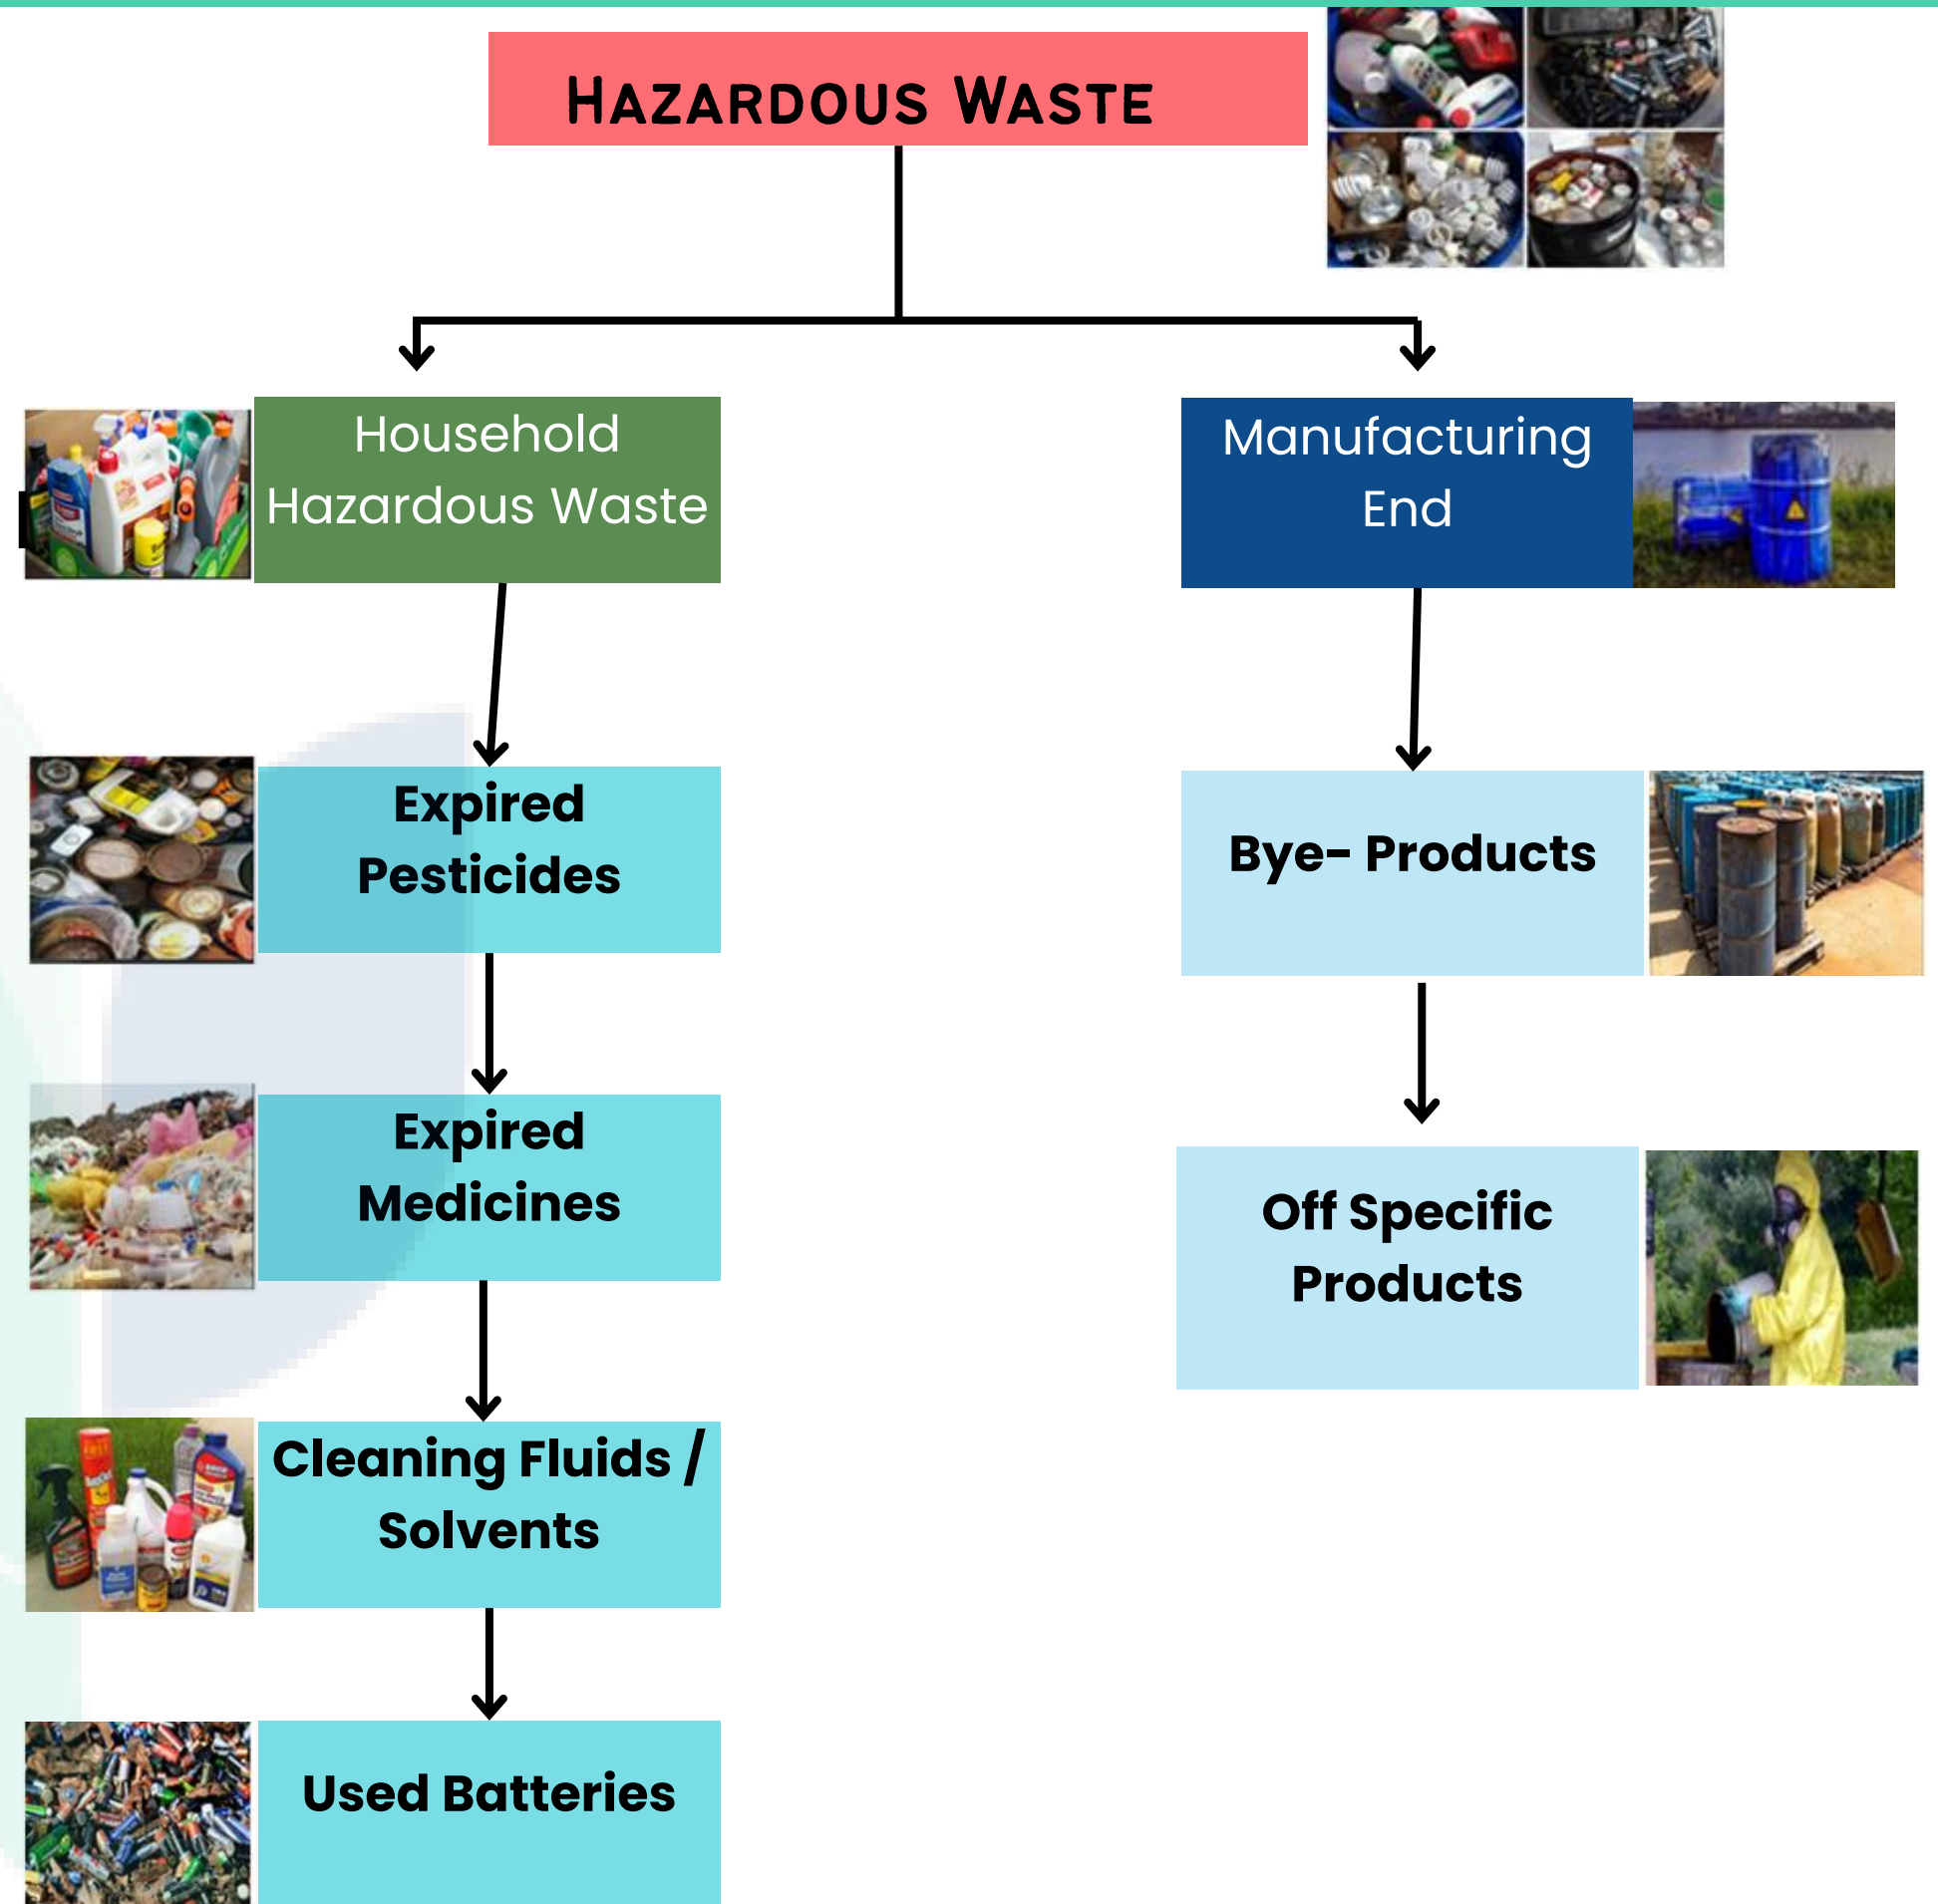 Hazardous Waste
Household
Hazardous Waste
Manufacturing
End
Expired
Pesticides
Bye- Products
Expired
Medicines
Off Specific
Products
Cleaning Fluids /
Solvents
Used Batteries